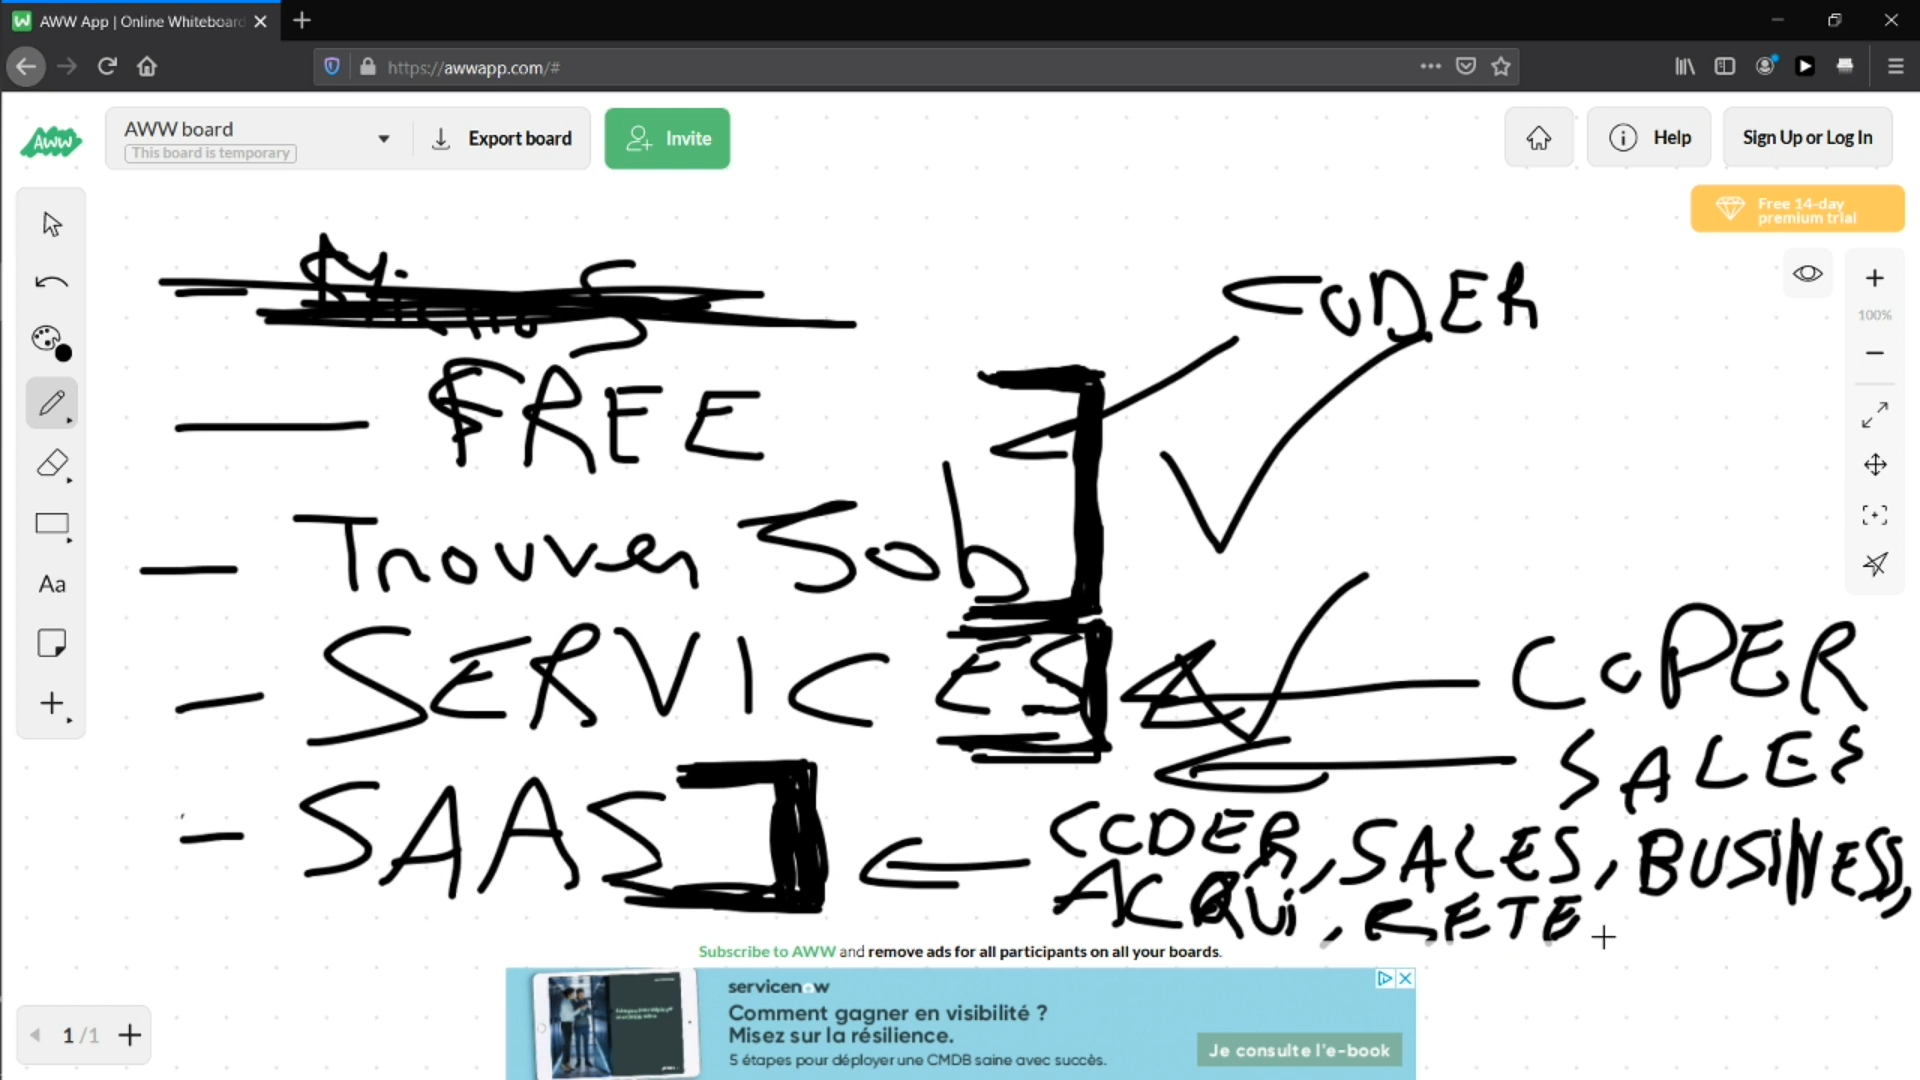 AWW App | Online Whiteboard
https://awwapp.com/#
AWW
AWW board
This board is temporary
Export board
Invite
Help
Sign Up or Log In
Free 14-day
premium trial
100%
Aa
CODER
FREE
— Trouver Job
— SERVICES
CODER
SALES
— SAAS
CODER, SALES, BUSINESS,
ACQUI, RETE
Subscribe to AWW and remove ads for all participants on all your boards.
servicenow
Comment gagner en visibilité ?
Misez sur la résilience.
5 étapes pour déployer une CMDB saine avec succès.
Je consulte l'e-book
1 /1